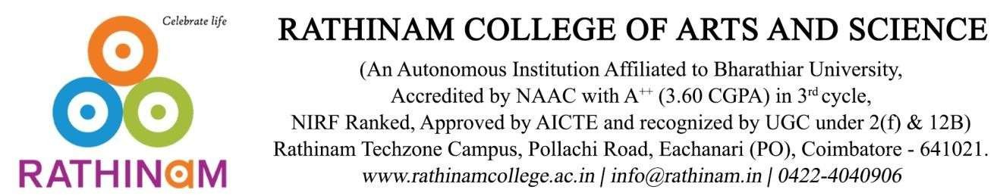 Celebrate life
RATHINAM
RATHINAM COLLEGE OF ARTS AND SCIENCE
(An Autonomous Institution Affiliated to Bharathiar University,
Accredited by NAAC with A++ (3.60 CGPA) in 3rd cycle,
NIRF Ranked, Approved by AICTE and recognized by UGC under 2(f) & 12B)
Rathinam Techzone Campus, Pollachi Road, Eachanari (PO), Coimbatore - 641021.
www.rathinamcollege.ac.in | info@rathinam.in | 0422-4040906